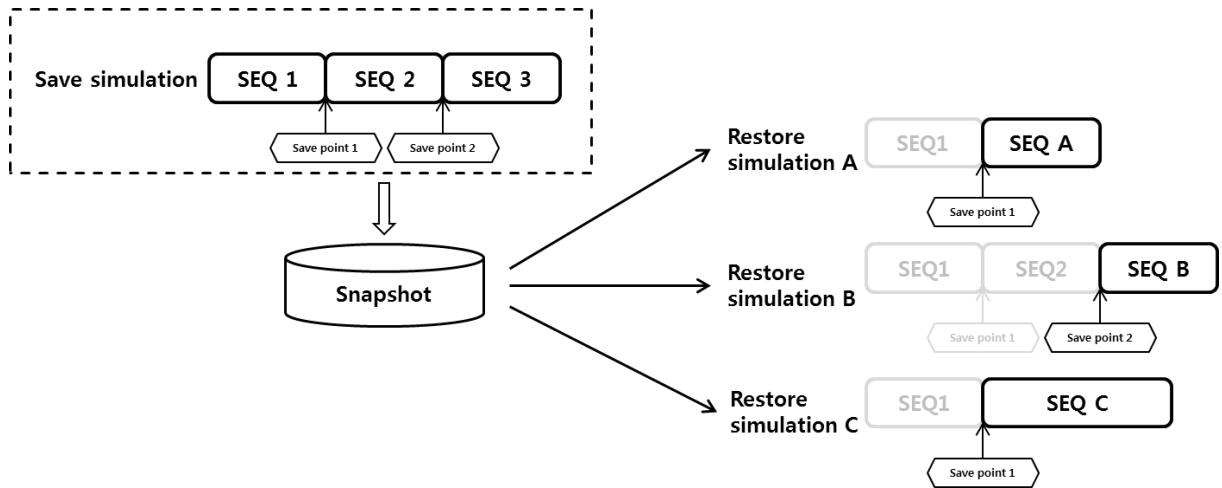 Save simulation
SEQ 1
SEQ 2
SEQ 3
Save point 1
Save point 2
Snapshot
Restore
simulation A
SEQ1
SEQ A
Save point 1
Restore
simulation B
SEQ1
SEQ2
SEQ B
Save point 1
Save point 2
Restore
simulation C
SEQ1
SEQ C
Save point 1